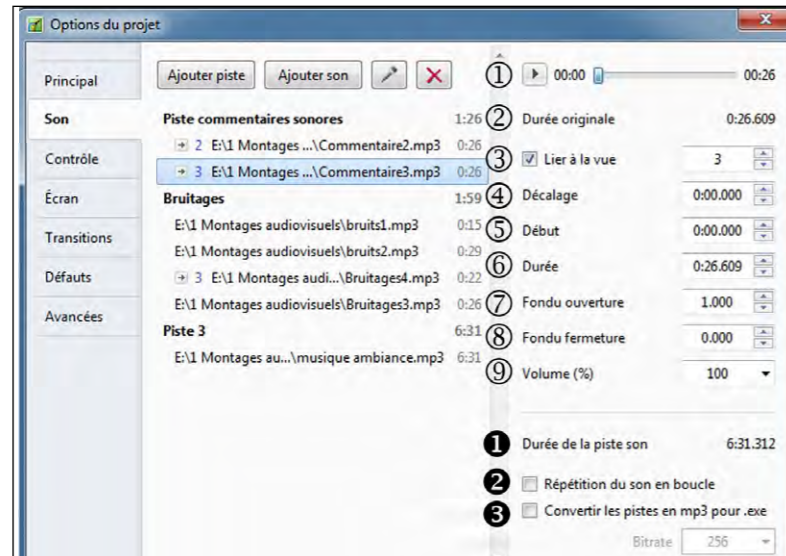 Options du projet
Principal
Son
Contrôle
Écran
Transitions
Défauts
Avancées
Ajouter piste Ajouter son
Piste commentaires sonores 1:26
2 E:\1 Montages ...\Commentaire2.mp3 0:26
3 E:\1 Montages ...\Commentaire3.mp3 0:26
Bruitages 1:59
E:\1 Montages audiovisuels\bruits1.mp3 0:15
E:\1 Montages audiovisuels\bruits2.mp3 0:29
3 E:\1 Montages audi...\Bruitages4.mp3 0:22
E:\1 Montages audiovisuels\Bruitages3.mp3 0:26
Piste 3 6:31
E:\1 Montages au...\musique ambiance.mp3 6:31
① 00:00 00:26
② Durée originale 0:26.609
③ Lier à la vue 3
④ Décalage 0:00.000
⑤ Début 0:00.000
⑥ Durée 0:26.609
⑦ Fondu ouverture 1.000
⑧ Fondu fermeture 0.000
⑨ Volume (%) 100
❶ Durée de la piste son 6:31.312
❷ Répétition du son en boucle
❸ Convertir les pistes en mp3 pour .exe
Bitrate 256